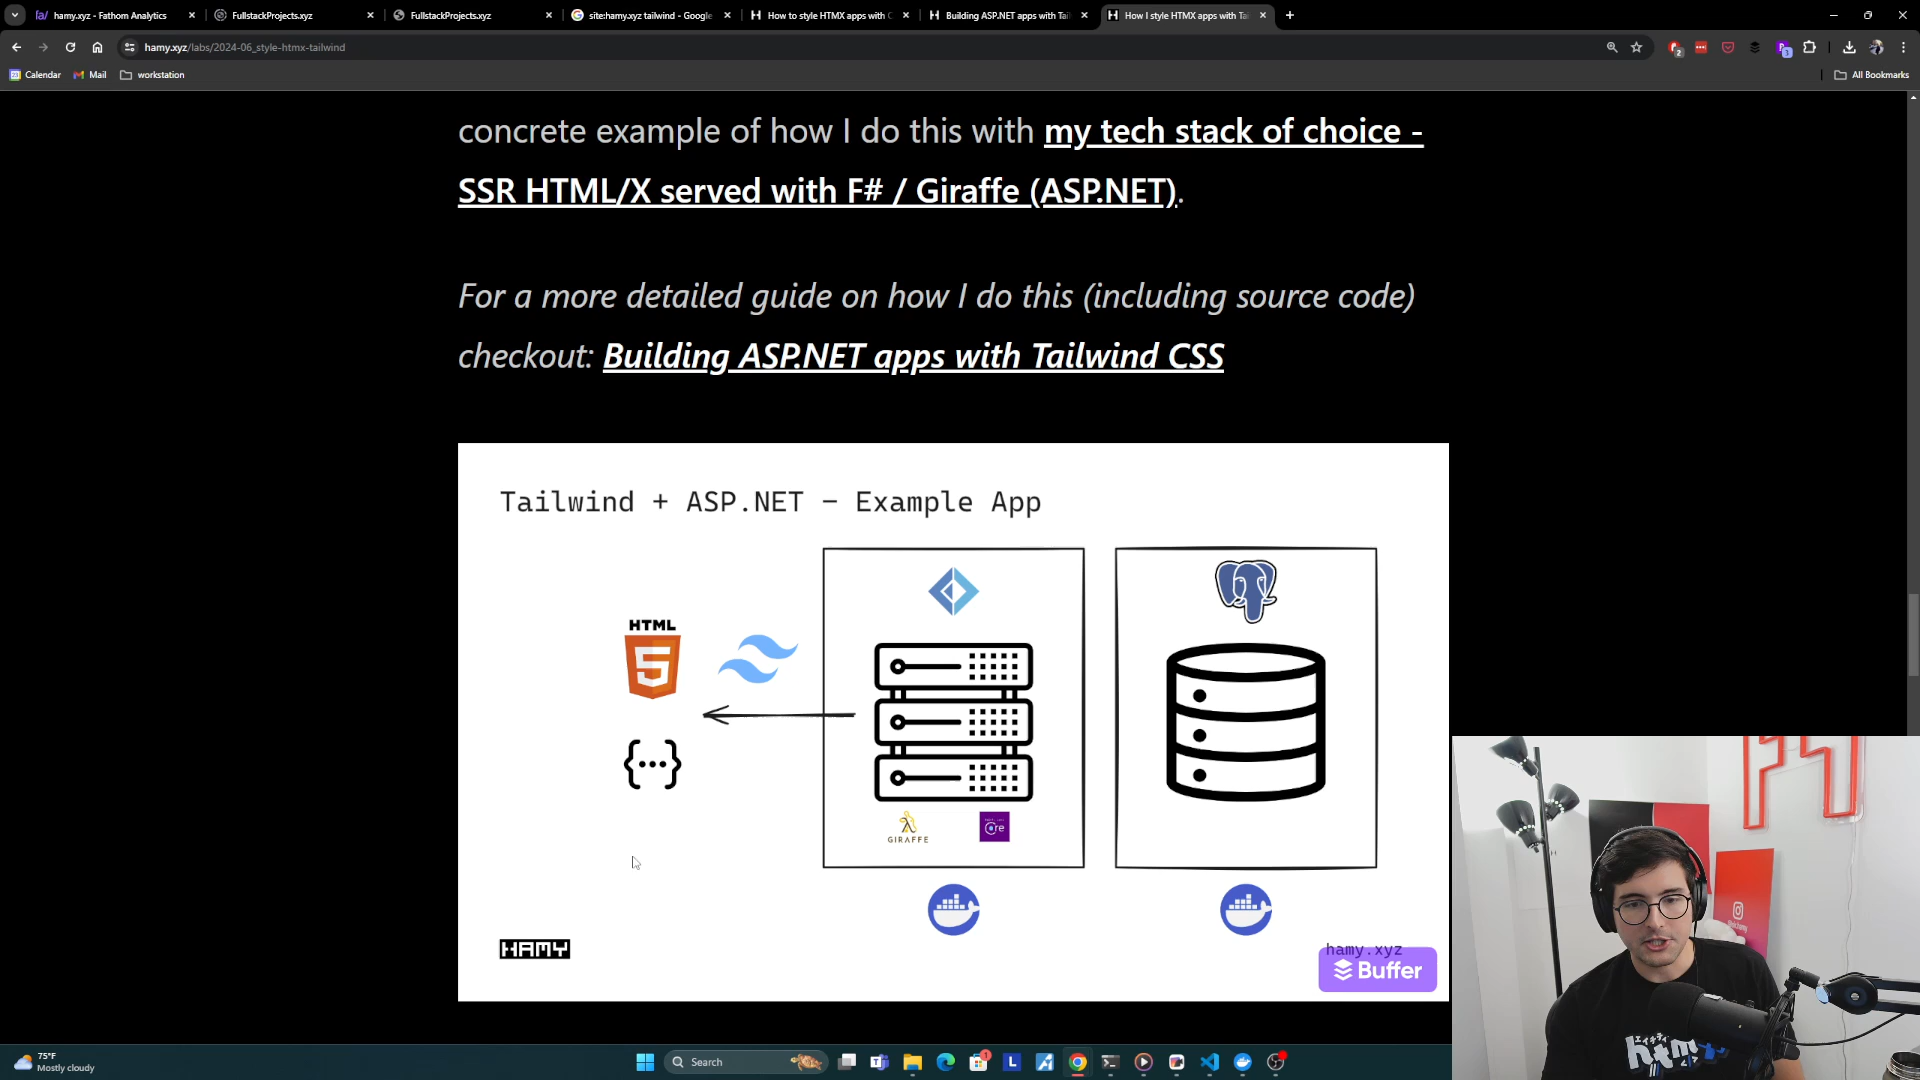 hamy.xyz - Fathom Analytics
FullstackProjects.xyz
FullstackProjects.xyz
site:hamy.xyz tailwind - Google
How to style HTMX apps with C
Building ASP.NET apps with Tail
How I style HTMX apps with Tai
hamy.xyz/labs/2024-06_style-htmx-tailwind
Calendar
Mail
workstation
All Bookmarks
concrete example of how I do this with my tech stack of choice -
SSR HTML/X served with F# / Giraffe (ASP.NET).
For a more detailed guide on how I do this (including source code)
checkout: Building ASP.NET apps with Tailwind CSS
Tailwind + ASP.NET - Example App
HTML
5
{...}
GIRAFFE
Core
HAMY
hamy.xyz
Buffer
htmx
75°F
Mostly cloudy
Search